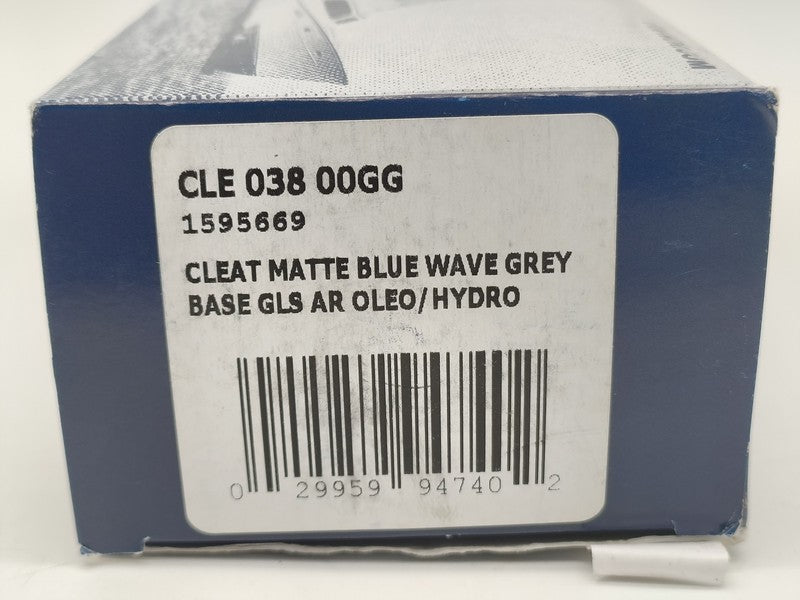 CLE 038 00GG
1595669
CLEAT MATTE BLUE WAVE GREY
BASE GLS AR OLEO/HYDRO
0 29959 94740 2